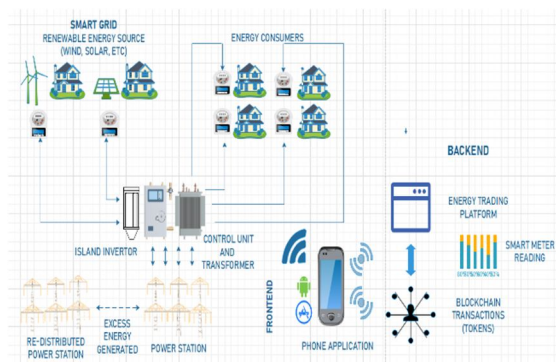 SMART GRID
RENEWABLE ENERGY SOURCE
(WIND, SOLAR, ETC)
ENERGY CONSUMERS
BACKEND
ENERGY TRADING
PLATFORM
SMART METER
READING
ISLAND INVERTOR
CONTROL UNIT
AND
TRANSFORMER
FRONTEND
BLOCKCHAIN
TRANSACTIONS
(TOKENS)
RE-DISTRIBUTED
POWER STATION
EXCESS
ENERGY
GENERATED
POWER STATION
PHONE APPLICATION